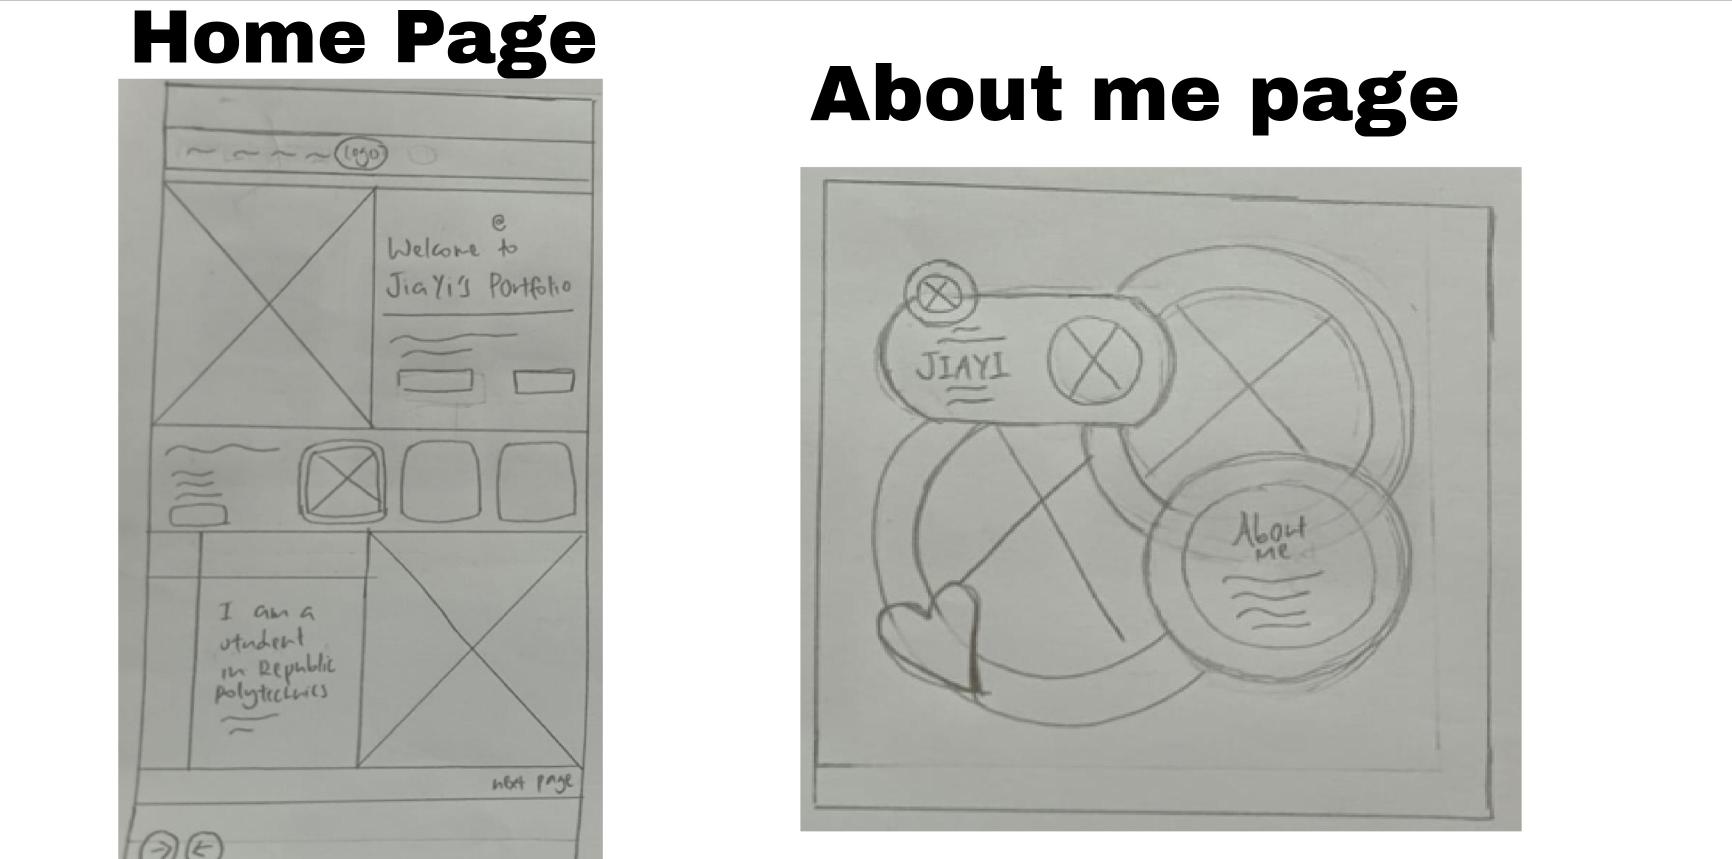 Home Page
Logo
@
Welcome to
JiaYi's Portfolio
I am a
student
in Republic
polytechnics
next page
About me page
JIAYI
About
me